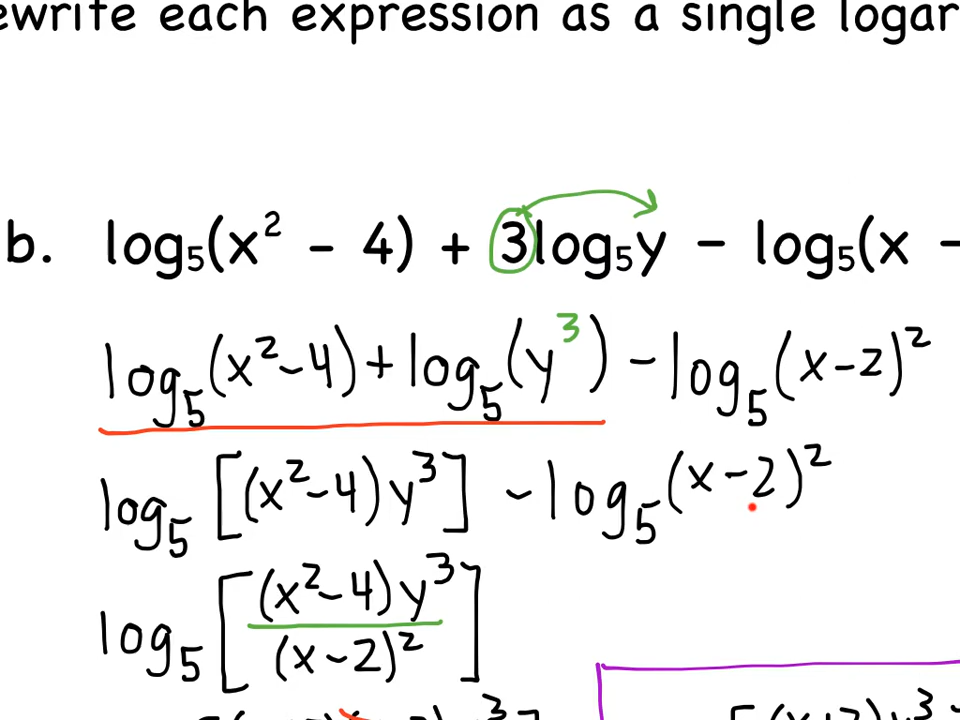 ewrite each expression as a single logar
b. log₅(x² - 4) + 3log₅y - log₅(x -
log₅(x²-4)+log₅(y³) - log₅(x-2)²
log₅[(x²-4)y³] - log₅(x-2)²
log₅[(x²-4)y³/(x-2)²]